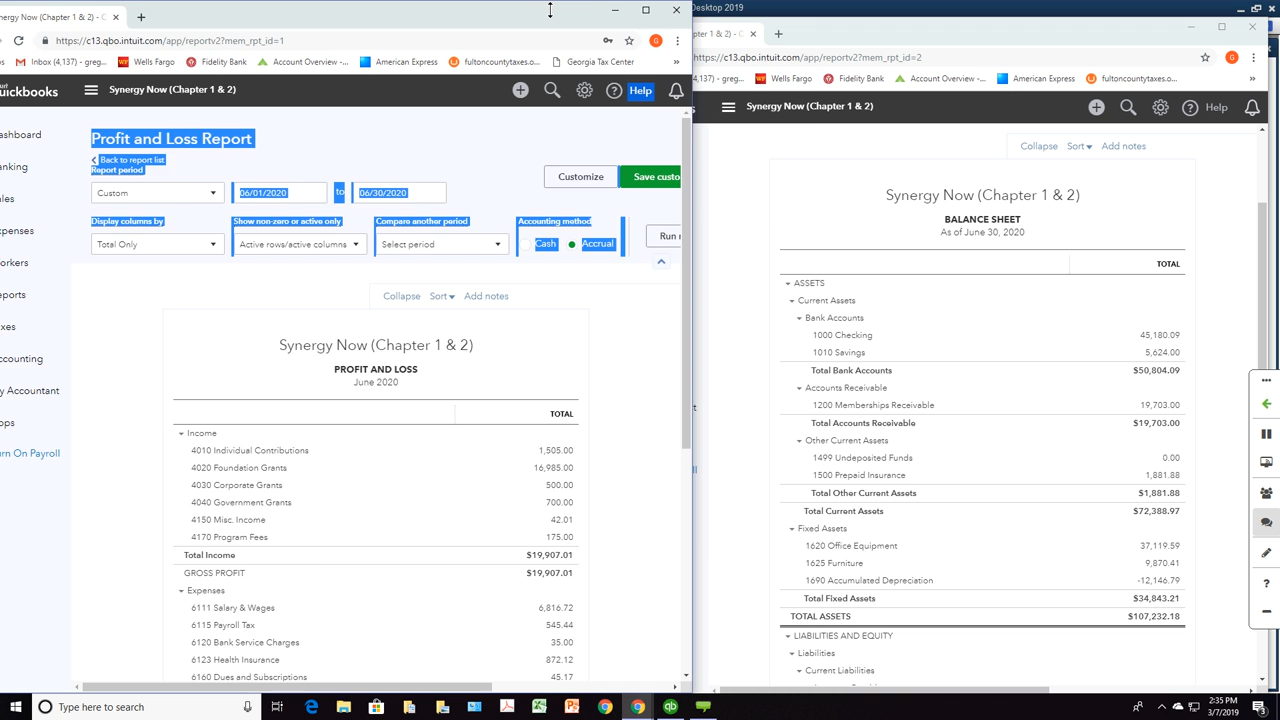 Desktop 2019
nergy Now (Chapter 1 & 2) -
https://c13.qbo.intuit.com/app/reportv2?mem_rpt_id=1
G
Inbox (4,137) - greg...
Wells Fargo
Fidelity Bank
Account Overview -...
American Express
fultoncountytaxes.o...
Georgia Tax Center
»
uickbooks
Synergy Now (Chapter 1 & 2)
Help
ashboard
anking
ales
xpenses
orkers
eports
xes
ccounting
y Accountant
ops
urn On Payroll
Profit and Loss Report
Back to report list
Report period
Custom
06/01/2020
to
06/30/2020
Customize
Save custo
Display columns by
Show non-zero or active only
Compare another period
Accounting method
Total Only
Active rows/active columns
Select period
Cash
Accrual
Run r
Collapse
Sort
Add notes
Synergy Now (Chapter 1 & 2)
PROFIT AND LOSS
June 2020
TOTAL
Income
4010 Individual Contributions 1,505.00
4020 Foundation Grants 16,985.00
4030 Corporate Grants 500.00
4040 Government Grants 700.00
4150 Misc. Income 42.01
4170 Program Fees 175.00
Total Income $19,907.01
GROSS PROFIT $19,907.01
Expenses
6111 Salary & Wages 6,816.72
6115 Payroll Tax 545.44
6120 Bank Service Charges 35.00
6123 Health Insurance 872.12
6160 Dues and Subscriptions 45.17
pter 1 & 2) - C
https://c13.qbo.intuit.com/app/reportv2?mem_rpt_id=2
G
,137) - greg...
Wells Fargo
Fidelity Bank
Account Overview -...
American Express
fultoncountytaxes.o...
»
Synergy Now (Chapter 1 & 2)
Help
Collapse
Sort
Add notes
Synergy Now (Chapter 1 & 2)
BALANCE SHEET
As of June 30, 2020
TOTAL
ASSETS
Current Assets
Bank Accounts
1000 Checking 45,180.09
1010 Savings 5,624.00
Total Bank Accounts $50,804.09
Accounts Receivable
1200 Memberships Receivable 19,703.00
Total Accounts Receivable $19,703.00
Other Current Assets
1499 Undeposited Funds 0.00
1500 Prepaid Insurance 1,881.88
Total Other Current Assets $1,881.88
Total Current Assets $72,388.97
Fixed Assets
1620 Office Equipment 37,119.59
1625 Furniture 9,870.41
1690 Accumulated Depreciation -12,146.79
Total Fixed Assets $34,843.21
TOTAL ASSETS $107,232.18
LIABILITIES AND EQUITY
Liabilities
Current Liabilities
Type here to search
2:35 PM
3/7/2019